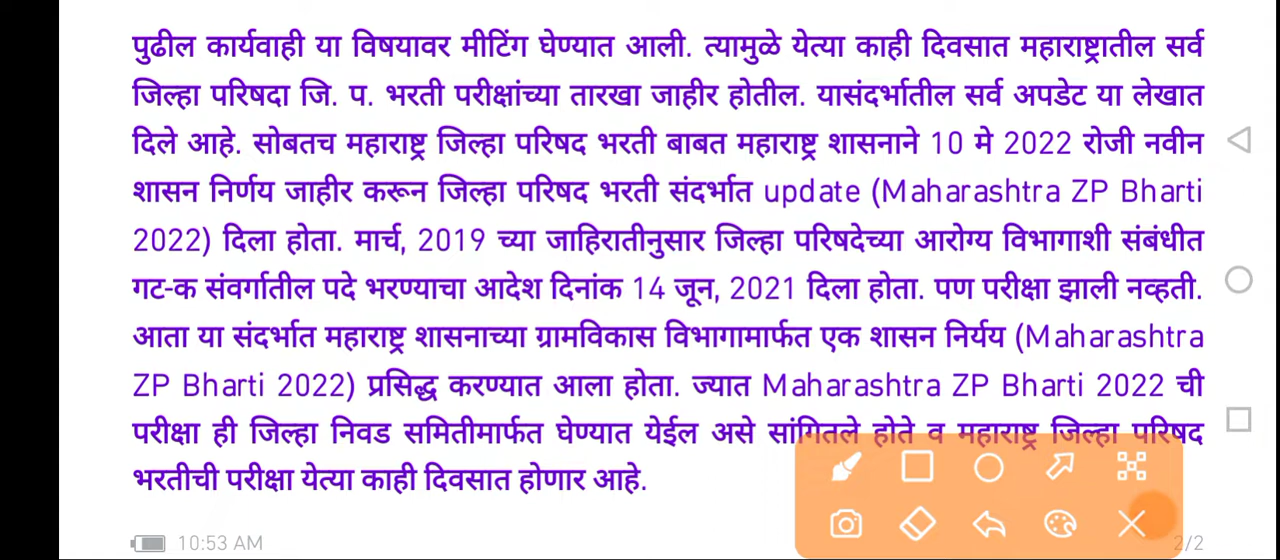 पुढील कार्यवाही या विषयावर मीटिंग घेण्यात आली. त्यामुळे येत्या काही दिवसात महाराष्ट्रातील सर्व
जिल्हा परिषदा जि. प. भरती परीक्षांच्या तारखा जाहीर होतील. यासंदर्भातील सर्व अपडेट या लेखात
दिले आहे. सोबतच महाराष्ट्र जिल्हा परिषद भरती बाबत महाराष्ट्र शासनाने 10 मे 2022 रोजी नवीन
शासन निर्णय जाहीर करून जिल्हा परिषद भरती संदर्भात update (Maharashtra ZP Bharti
2022) दिला होता. मार्च, 2019 च्या जाहिरातीनुसार जिल्हा परिषदेच्या आरोग्य विभागाशी संबंधीत
गट-क संवर्गातील पदे भरण्याचा आदेश दिनांक 14 जून, 2021 दिला होता. पण परीक्षा झाली नव्हती.
आता या संदर्भात महाराष्ट्र शासनाच्या ग्रामविकास विभागामार्फत एक शासन निर्यय (Maharashtra
ZP Bharti 2022) प्रसिद्ध करण्यात आला होता. ज्यात Maharashtra ZP Bharti 2022 ची
परीक्षा ही जिल्हा निवड समितीमार्फत घेण्यात येईल असे सांगितले होते व महाराष्ट्र जिल्हा परिषद
भरतीची परीक्षा येत्या काही दिवसात होणार आहे.
10:53 AM 2/2